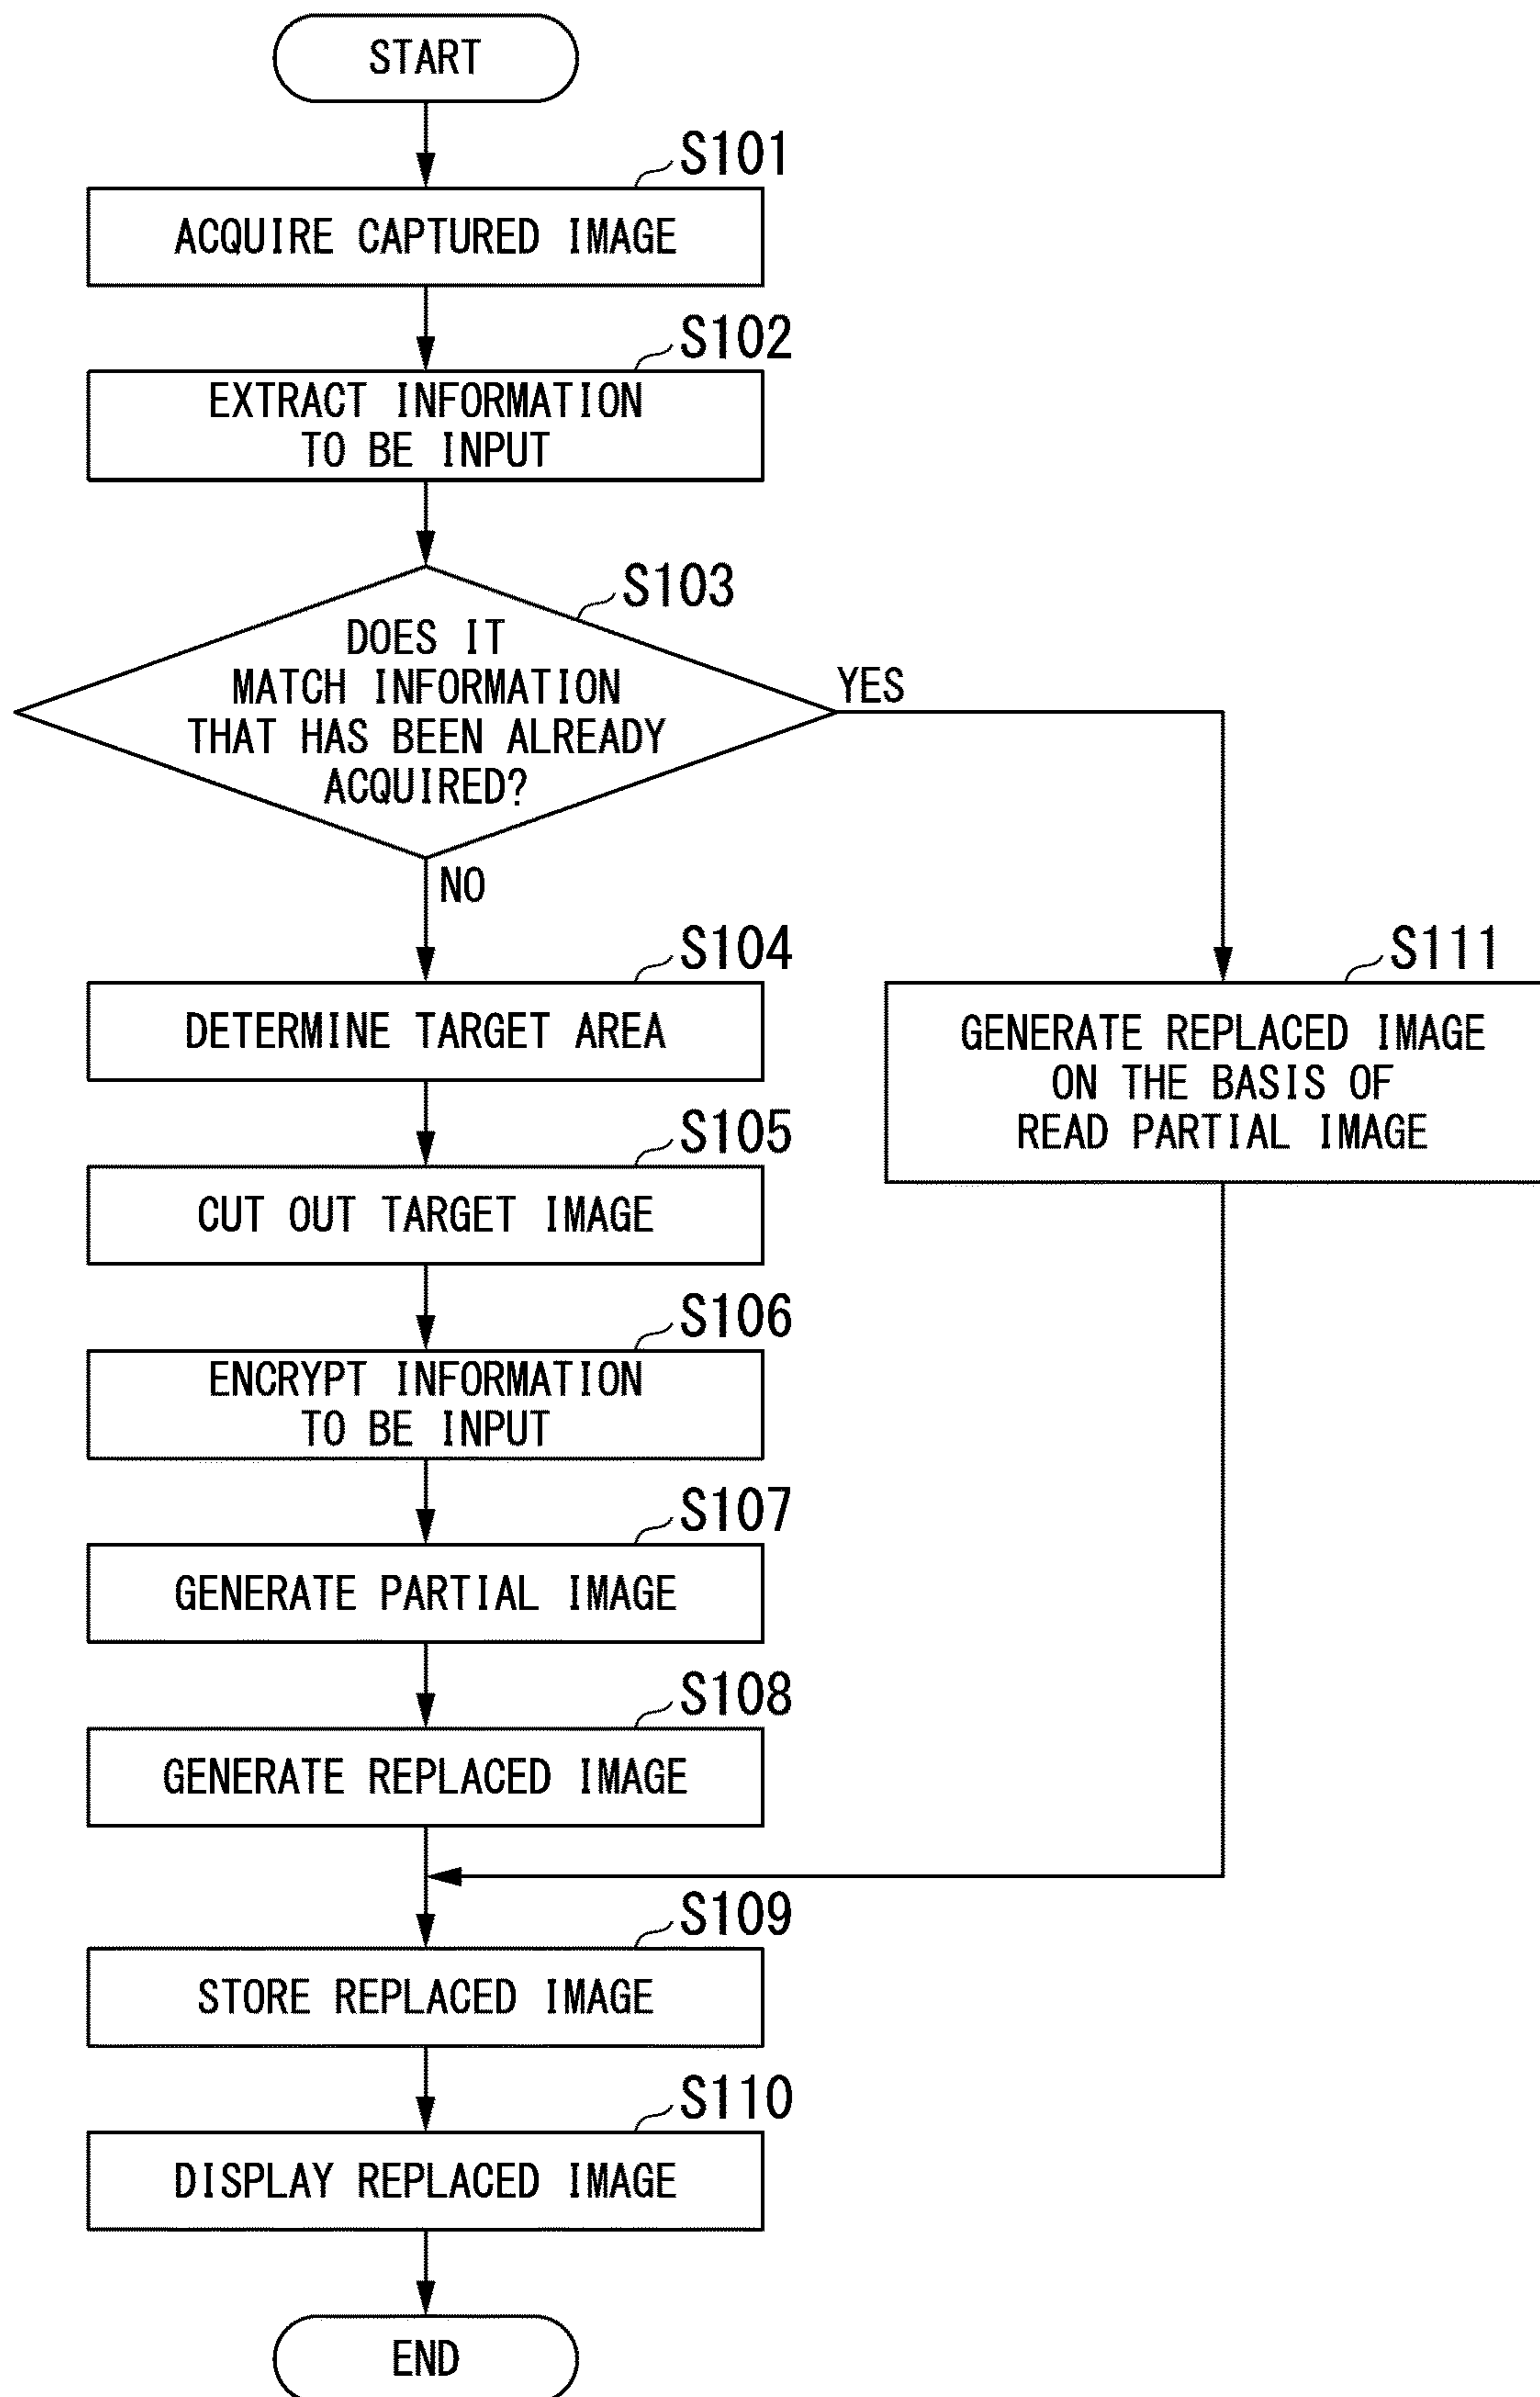 START
S101
ACQUIRE CAPTURED IMAGE
S102
EXTRACT INFORMATION
TO BE INPUT
S103
DOES IT
MATCH INFORMATION
THAT HAS BEEN ALREADY
ACQUIRED?
YES
NO
S104
DETERMINE TARGET AREA
S111
GENERATE REPLACED IMAGE
ON THE BASIS OF
READ PARTIAL IMAGE
S105
CUT OUT TARGET IMAGE
S106
ENCRYPT INFORMATION
TO BE INPUT
S107
GENERATE PARTIAL IMAGE
S108
GENERATE REPLACED IMAGE
S109
STORE REPLACED IMAGE
S110
DISPLAY REPLACED IMAGE
END